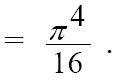 = π⁴/16 .